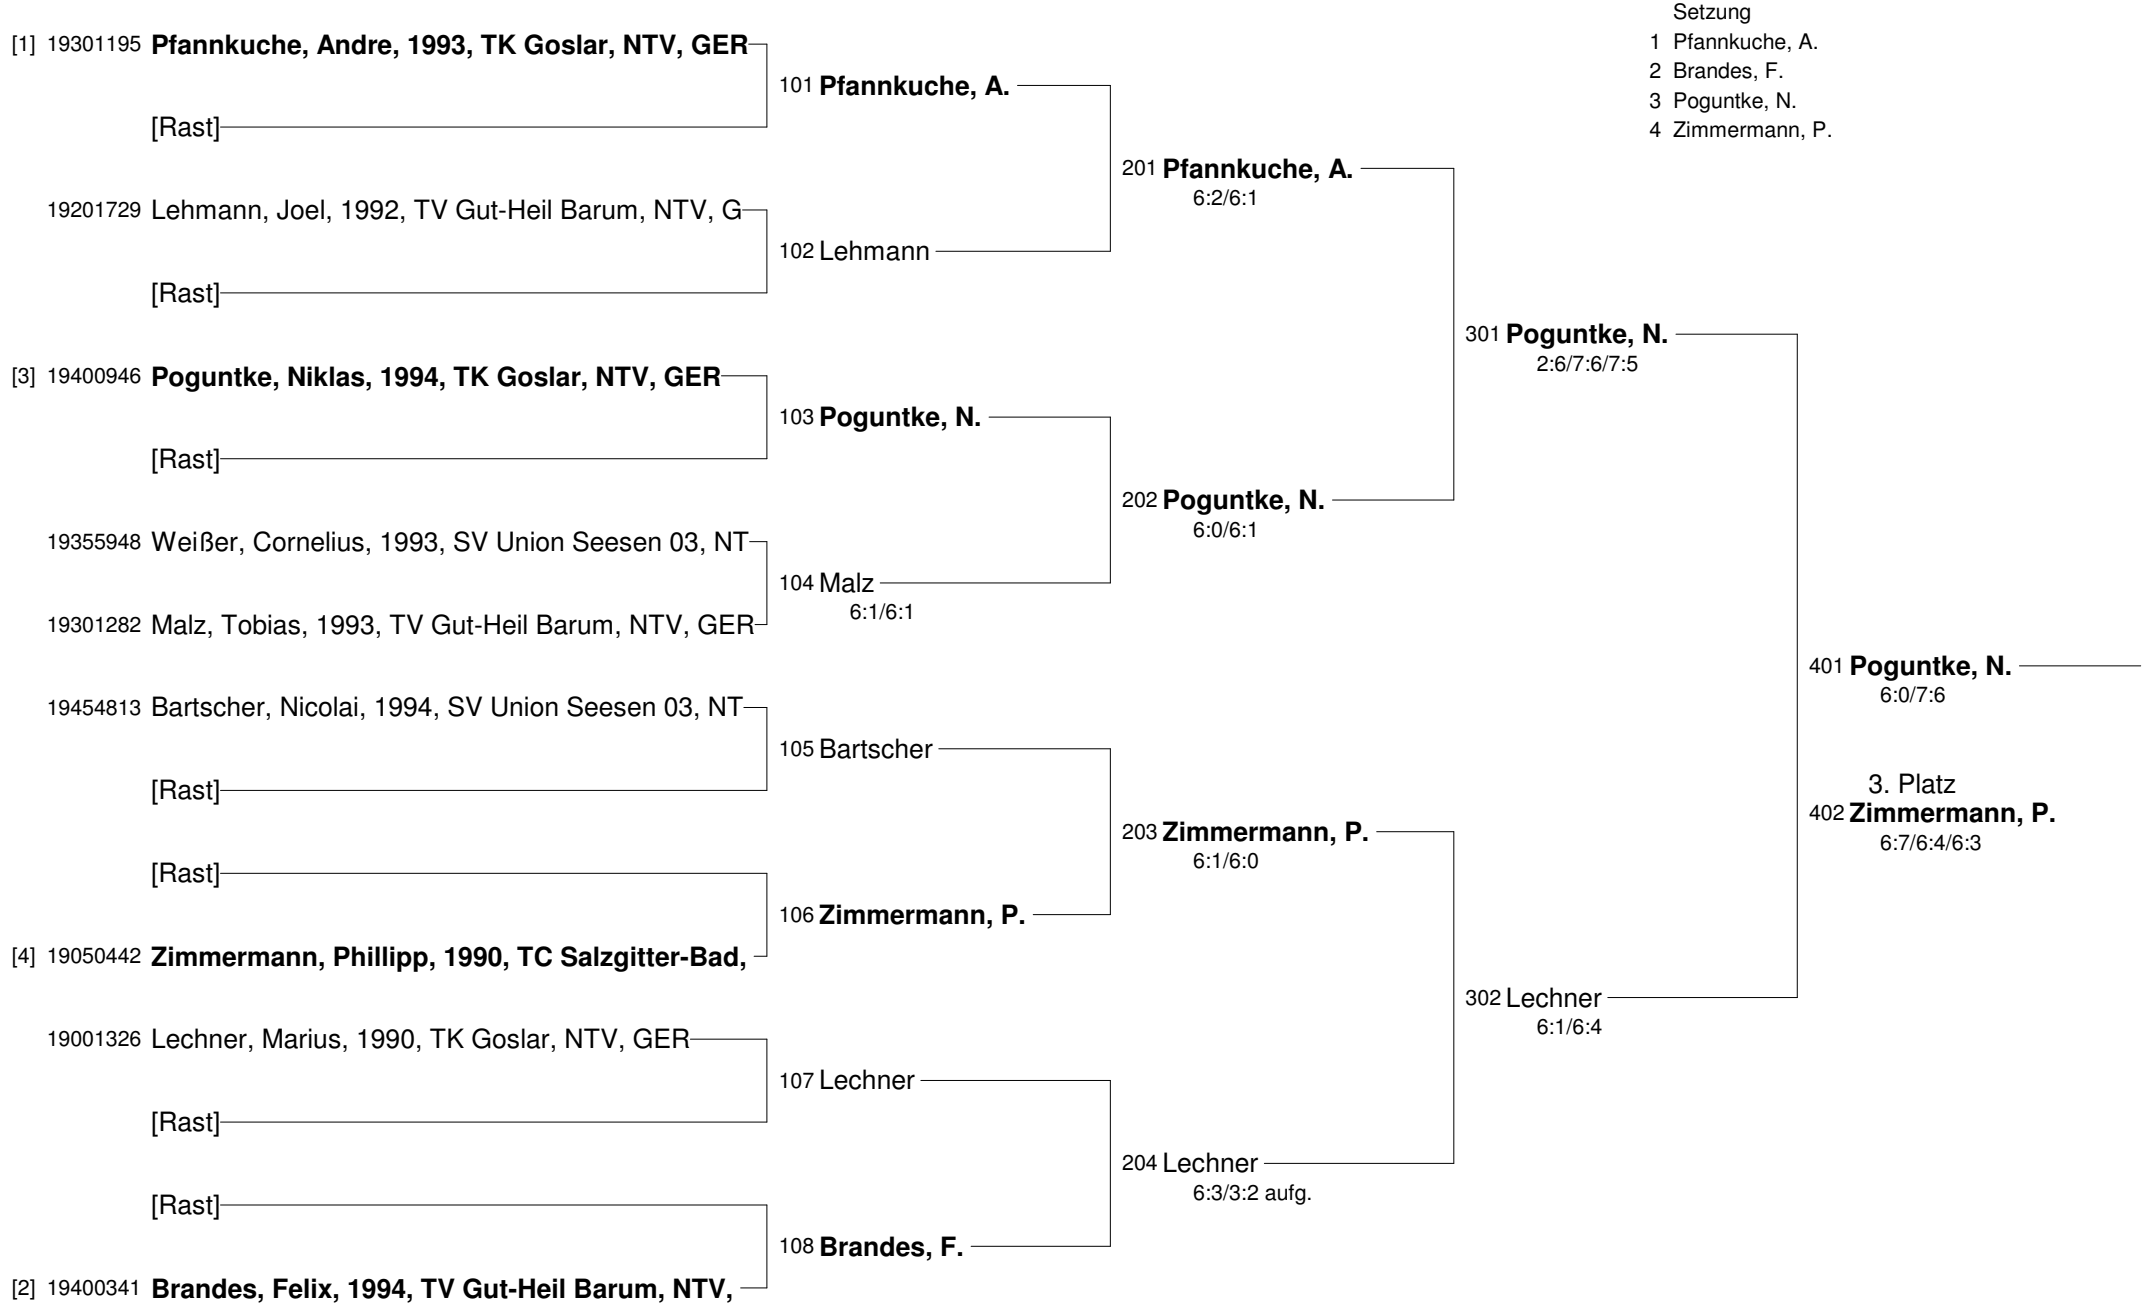 Setzung
1 Pfannkuche, A.
2 Brandes, F.
3 Poguntke, N.
4 Zimmermann, P.
[1] 19301195 Pfannkuche, Andre, 1993, TK Goslar, NTV, GER
[Rast]
19201729 Lehmann, Joel, 1992, TV Gut-Heil Barum, NTV, G
[Rast]
[3] 19400946 Poguntke, Niklas, 1994, TK Goslar, NTV, GER
[Rast]
19355948 Weißer, Cornelius, 1993, SV Union Seesen 03, NT
19301282 Malz, Tobias, 1993, TV Gut-Heil Barum, NTV, GER
19454813 Bartscher, Nicolai, 1994, SV Union Seesen 03, NT
[Rast]
[Rast]
[4] 19050442 Zimmermann, Phillipp, 1990, TC Salzgitter-Bad,
19001326 Lechner, Marius, 1990, TK Goslar, NTV, GER
[Rast]
[Rast]
[2] 19400341 Brandes, Felix, 1994, TV Gut-Heil Barum, NTV,
101 Pfannkuche, A.
102 Lehmann
103 Poguntke, N.
104 Malz
6:1/6:1
105 Bartscher
106 Zimmermann, P.
107 Lechner
108 Brandes, F.
201 Pfannkuche, A.
6:2/6:1
202 Poguntke, N.
6:0/6:1
203 Zimmermann, P.
6:1/6:0
204 Lechner
6:3/3:2 aufg.
301 Poguntke, N.
2:6/7:6/7:5
302 Lechner
6:1/6:4
401 Poguntke, N.
6:0/7:6
3. Platz
402 Zimmermann, P.
6:7/6:4/6:3